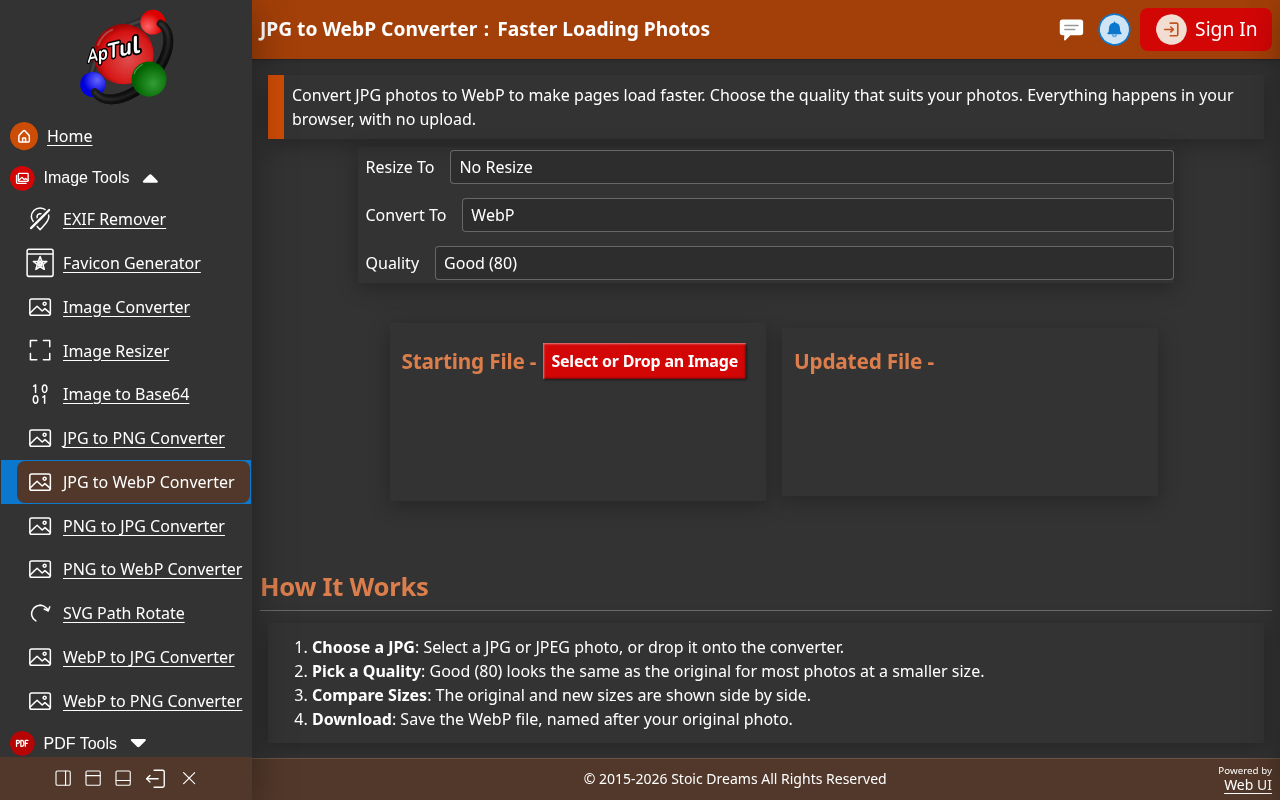 ApTul
Home
Image Tools
EXIF Remover
Favicon Generator
Image Converter
Image Resizer
Image to Base64
JPG to PNG Converter
JPG to WebP Converter
PNG to JPG Converter
PNG to WebP Converter
SVG Path Rotate
WebP to JPG Converter
WebP to PNG Converter
PDF PDF Tools
JPG to WebP Converter : Faster Loading Photos
Sign In
Convert JPG photos to WebP to make pages load faster. Choose the quality that suits your photos. Everything happens in your
browser, with no upload.
Resize To No Resize
Convert To WebP
Quality Good (80)
Starting File - Select or Drop an Image
Updated File -
How It Works
1. Choose a JPG: Select a JPG or JPEG photo, or drop it onto the converter.
2. Pick a Quality: Good (80) looks the same as the original for most photos at a smaller size.
3. Compare Sizes: The original and new sizes are shown side by side.
4. Download: Save the WebP file, named after your original photo.
© 2015-2026 Stoic Dreams All Rights Reserved
Powered by
Web UI